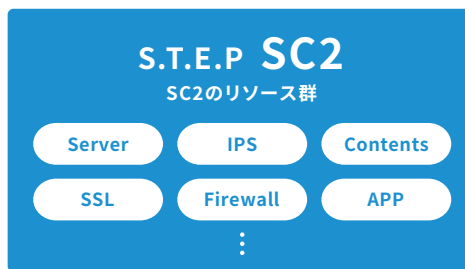 S.T.E.P SC2
SC2のリソース群
Server IPS Contents
SSL Firewall APP
⋮